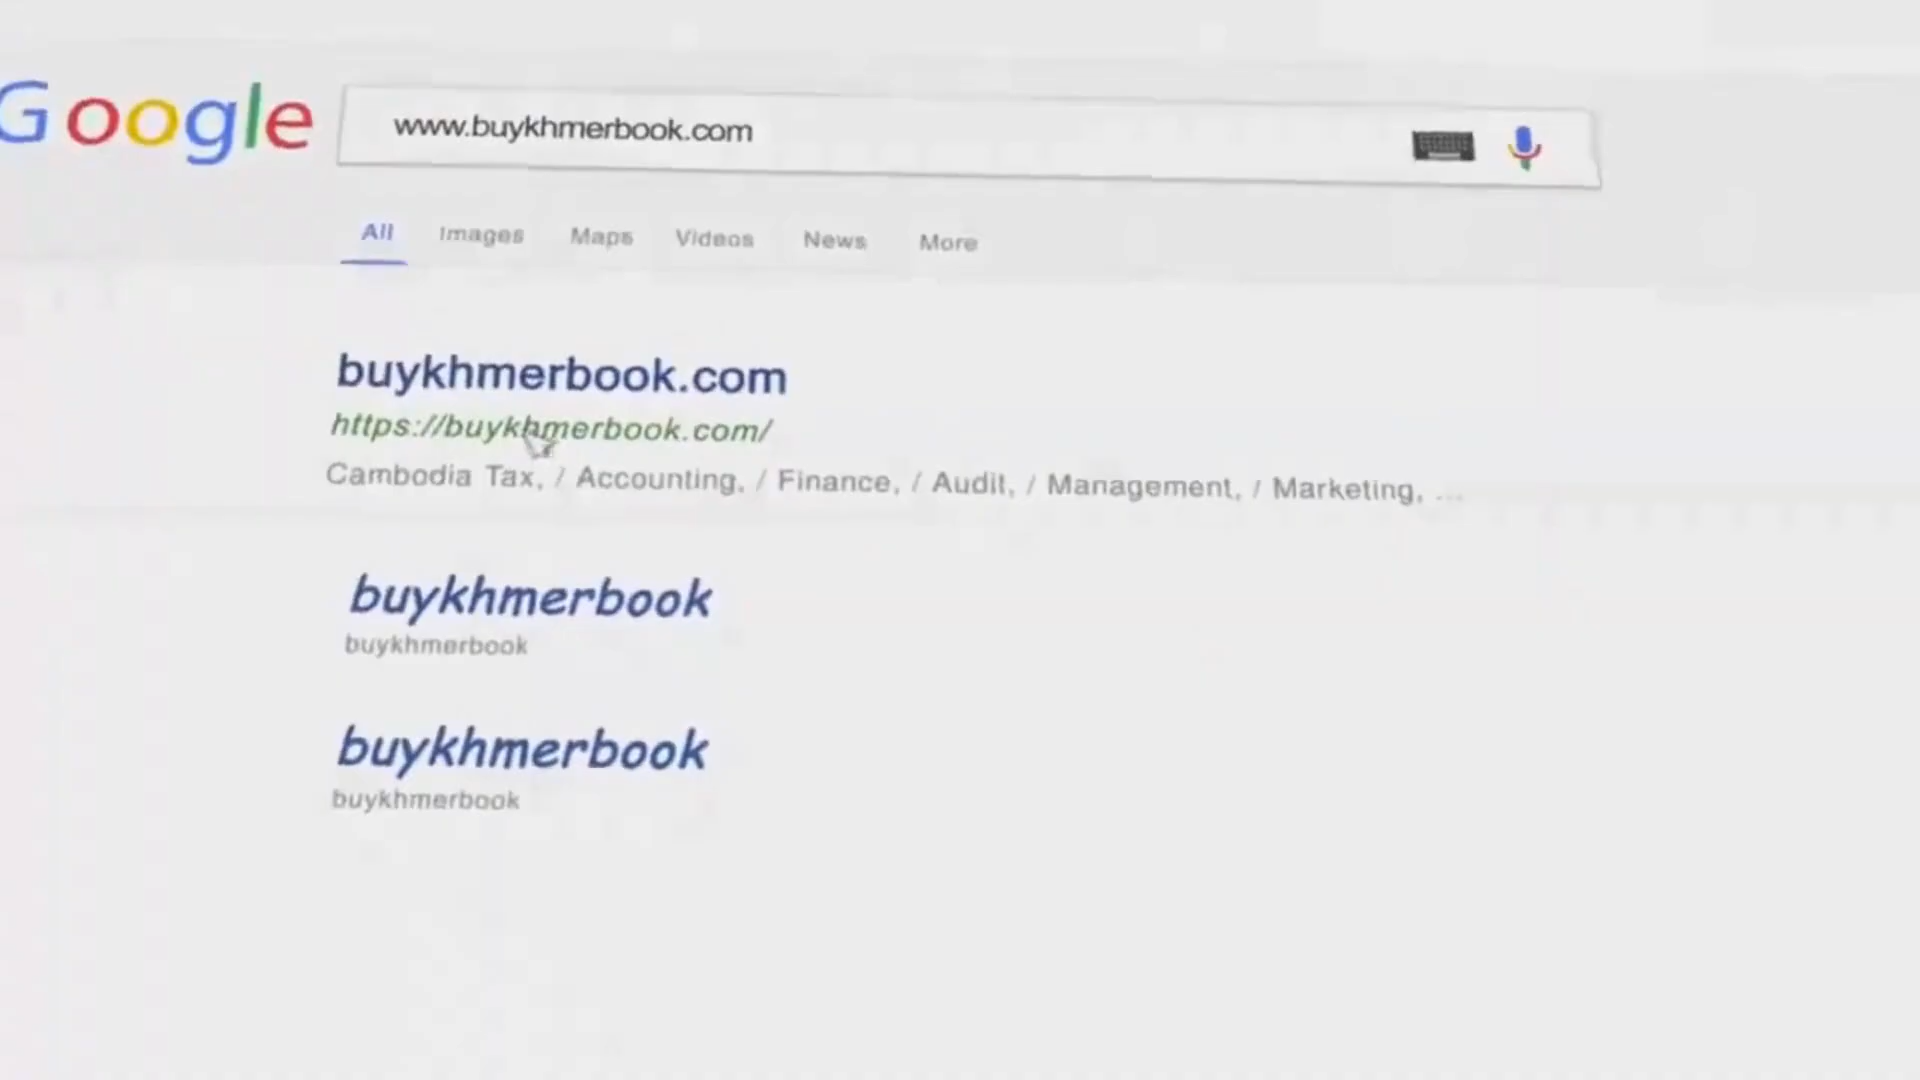 Google
www.buykhmerbook.com
All Images Maps Videos News More
buykhmerbook.com
https://buykhmerbook.com/
Cambodia Tax, / Accounting, / Finance, / Audit, / Management, / Marketing, ...
buykhmerbook
buykhmerbook
buykhmerbook
buykhmerbook